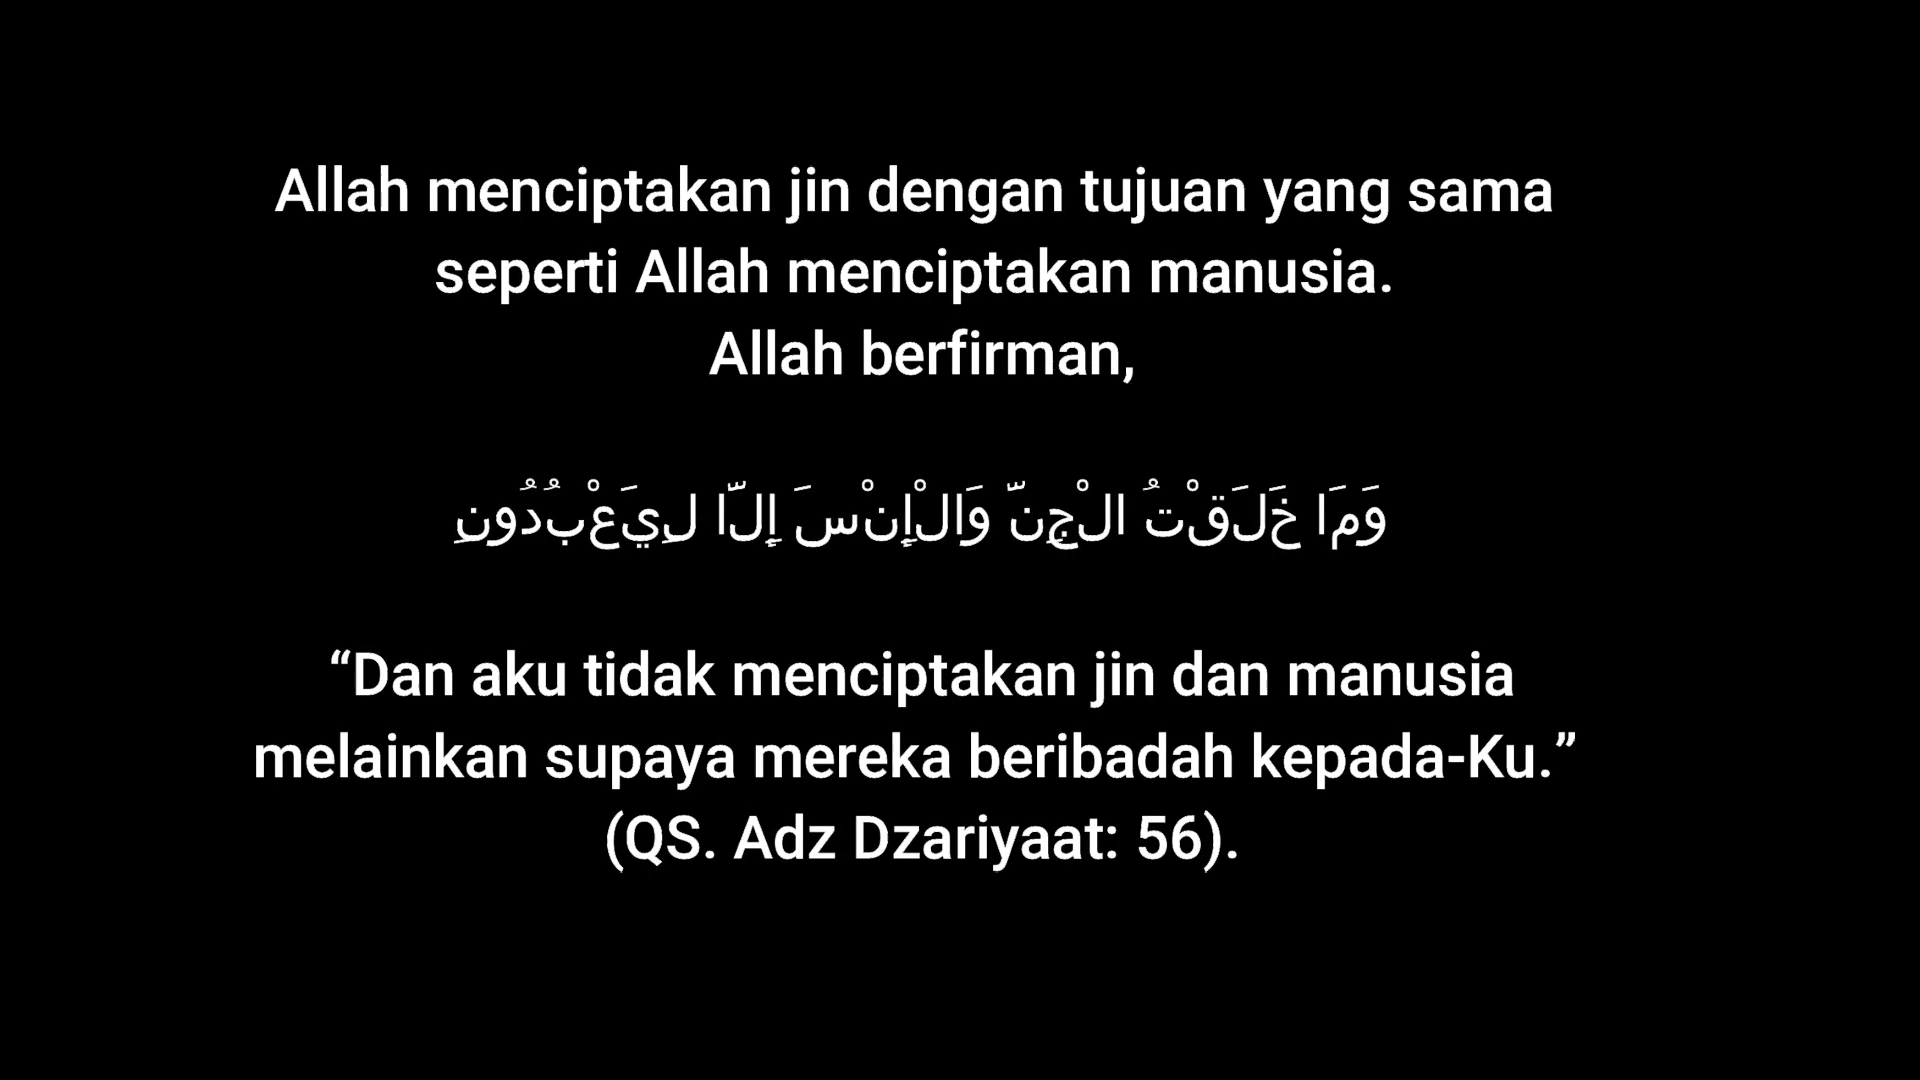 Allah menciptakan jin dengan tujuan yang sama
seperti Allah menciptakan manusia.
Allah berfirman,
وَمَا خَلَقْتُ الْجِنَّ وَالْإِنْسَ إِلَّا لِيَعْبُدُونِ
“Dan aku tidak menciptakan jin dan manusia
melainkan supaya mereka beribadah kepada-Ku.”
(QS. Adz Dzariyaat: 56).